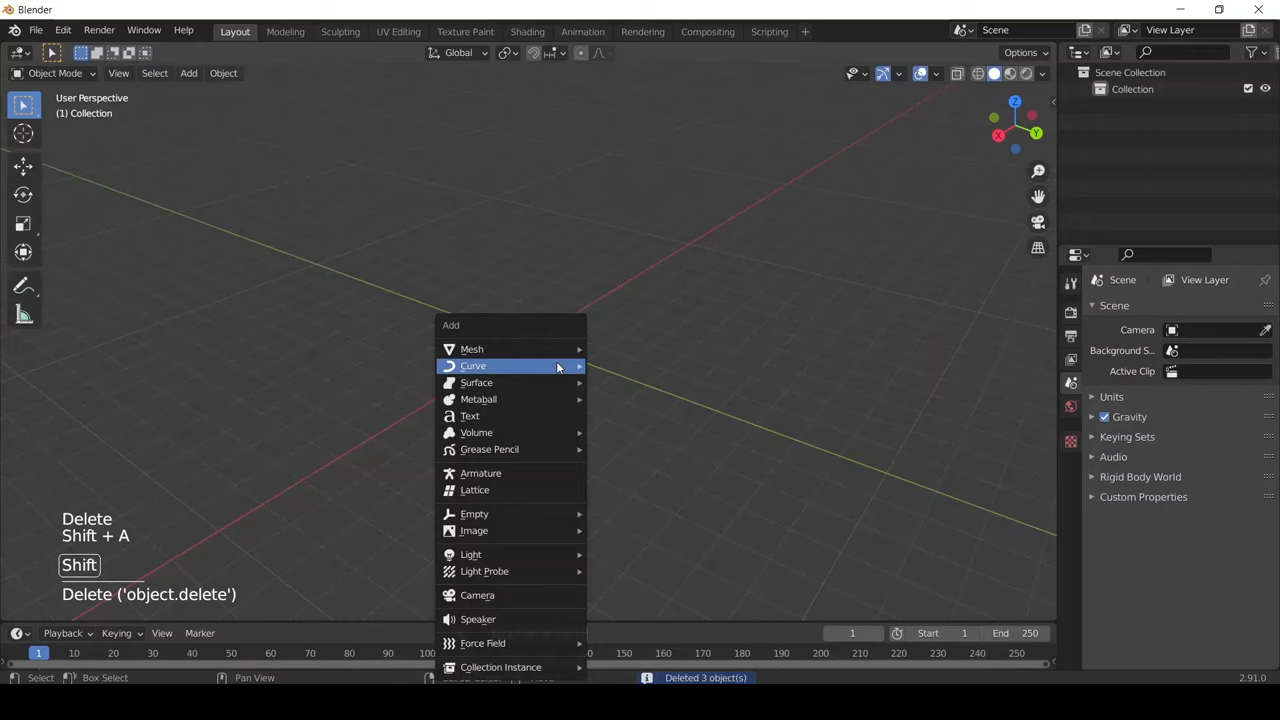 Blender
File Edit Render Window Help
Layout Modeling Sculpting UV Editing Texture Paint Shading Animation Rendering Compositing Scripting +
Scene
View Layer
Global
Options
Object Mode View Select Add Object
User Perspective
(1) Collection
Z
X
Y
Scene Collection
Collection
Scene
View Layer
Scene
Camera
Background S...
Active Clip
Units
Gravity
Keying Sets
Audio
Rigid Body World
Custom Properties
Add
Mesh
Curve
Surface
Metaball
Text
Volume
Grease Pencil
Armature
Lattice
Empty
Image
Light
Light Probe
Camera
Speaker
Force Field
Collection Instance
Delete
Shift + A
Shift
Delete ('object.delete')
Playback Keying View Marker
1
Start 1
End 250
1 10 20 30 40 50 60 70 80 90 100 150 160 170 180 190 200 210 220 230 240 250
Select Box Select Pan View
Deleted 3 object(s)
2.91.0